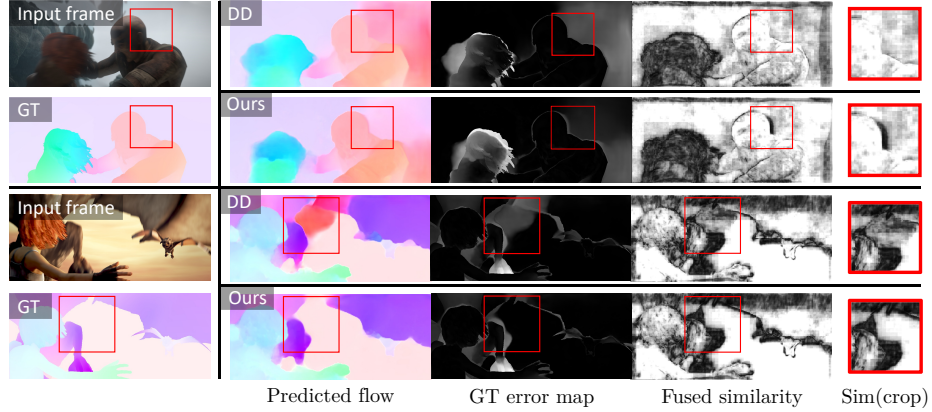 Input frame
DD
GT
Ours
Input frame
DD
GT
Ours
Predicted flow
GT error map
Fused similarity
Sim(crop)